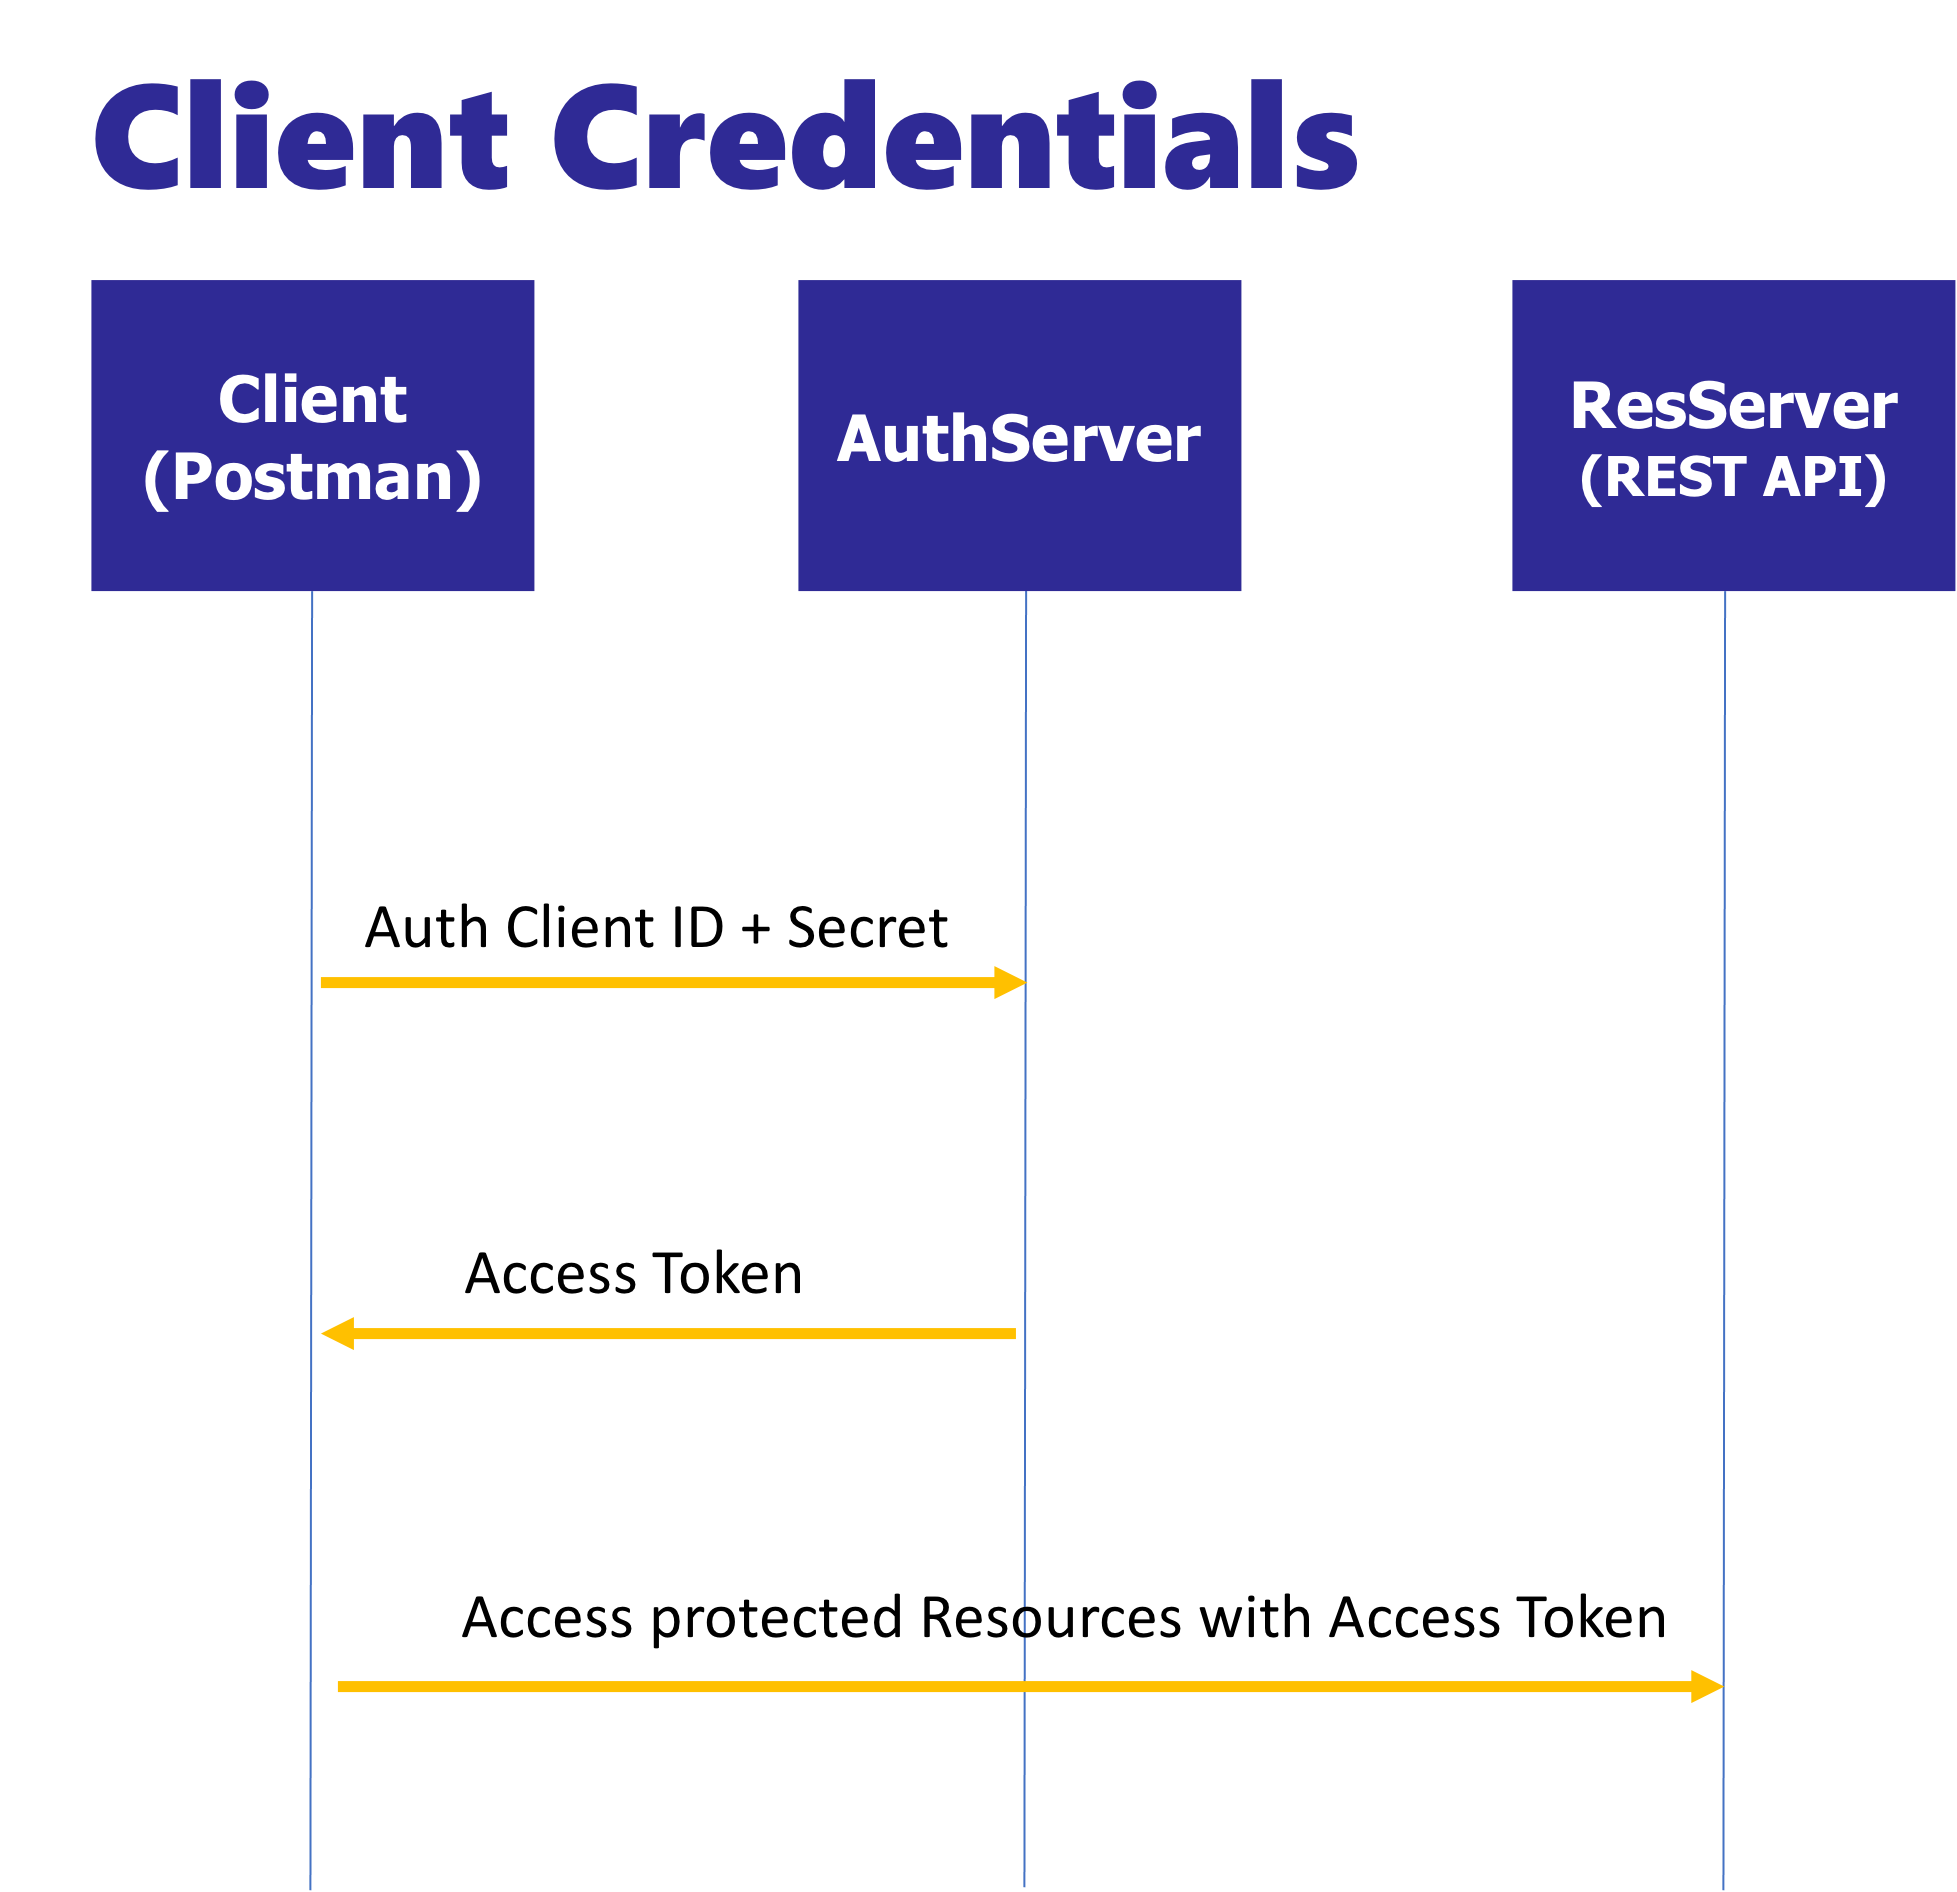 Client Credentials
Client
(Postman)
AuthServer
ResServer
(REST API)
Auth Client ID + Secret
Access Token
Access protected Resources with Access Token